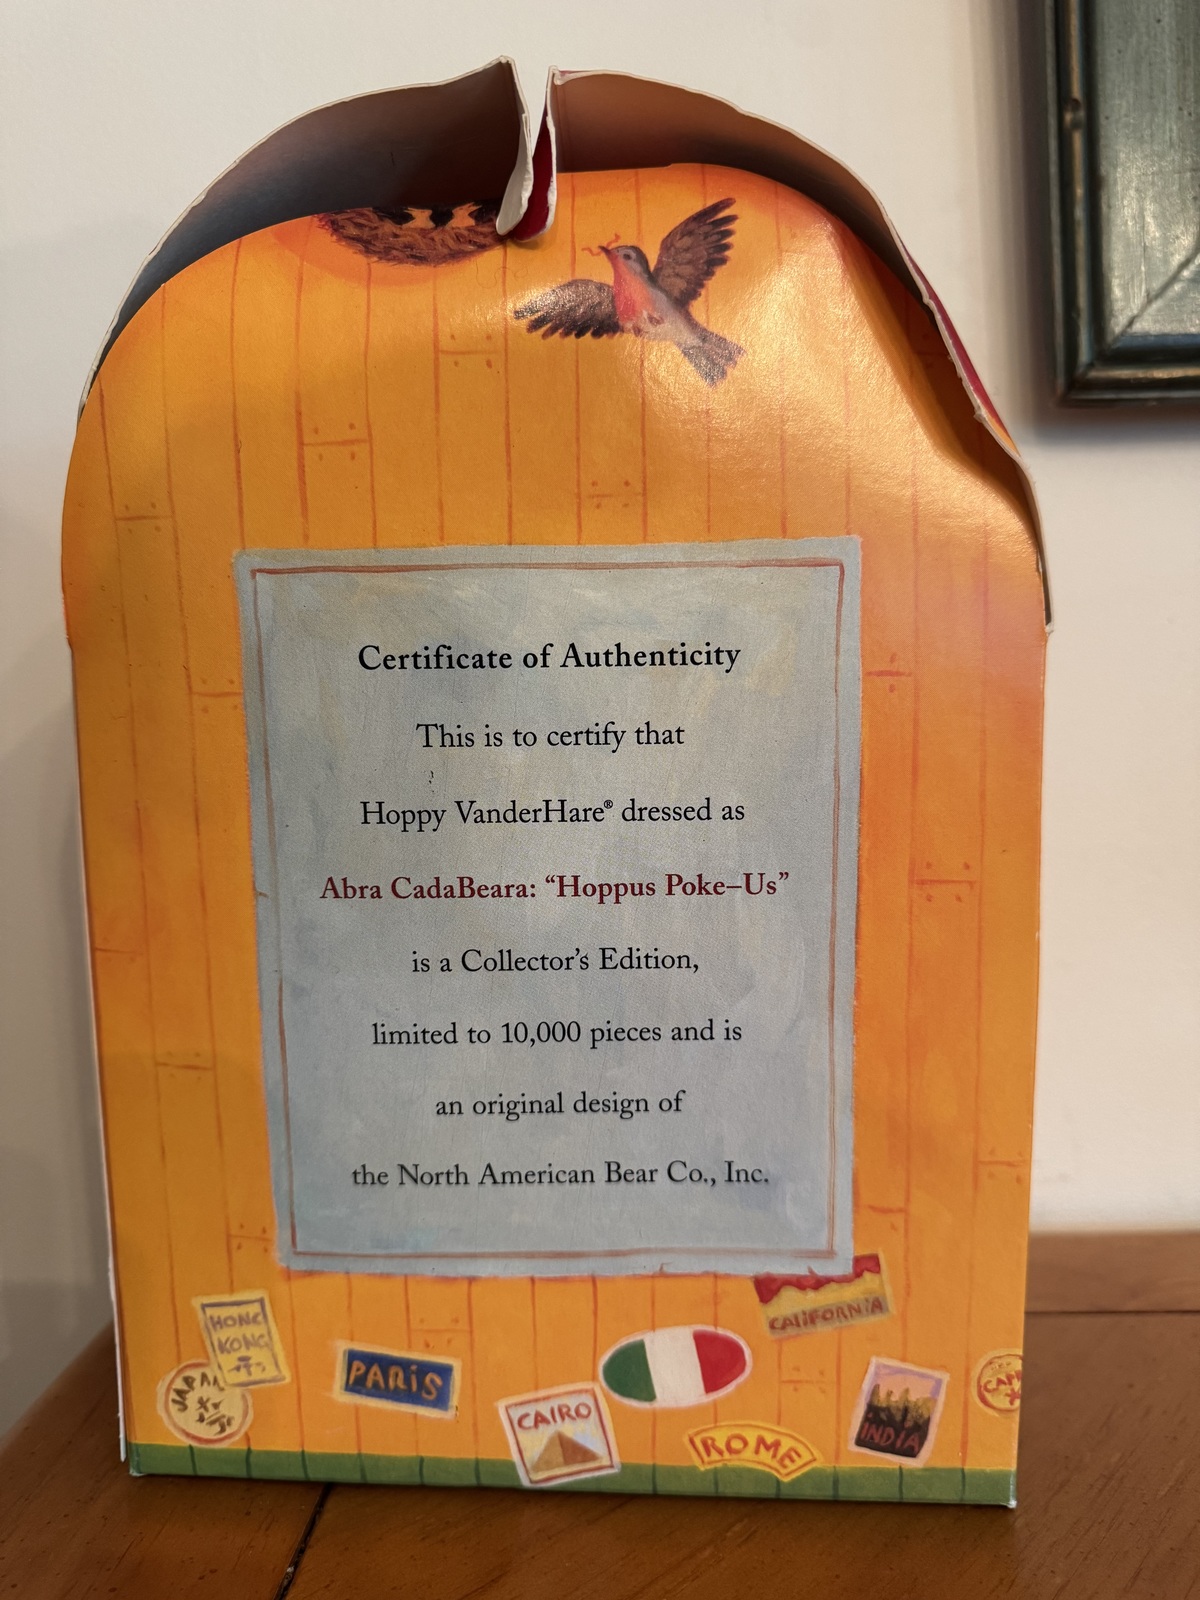 Certificate of Authenticity
This is to certify that
Hoppy VanderHare® dressed as
Abra CadaBeara: “Hoppus Poke–Us”
is a Collector’s Edition,
limited to 10,000 pieces and is
an original design of
the North American Bear Co., Inc.
CALIFORNIA
HONG
KONG
PARIS
JAPAN
CAIRO
ROME
INDIA